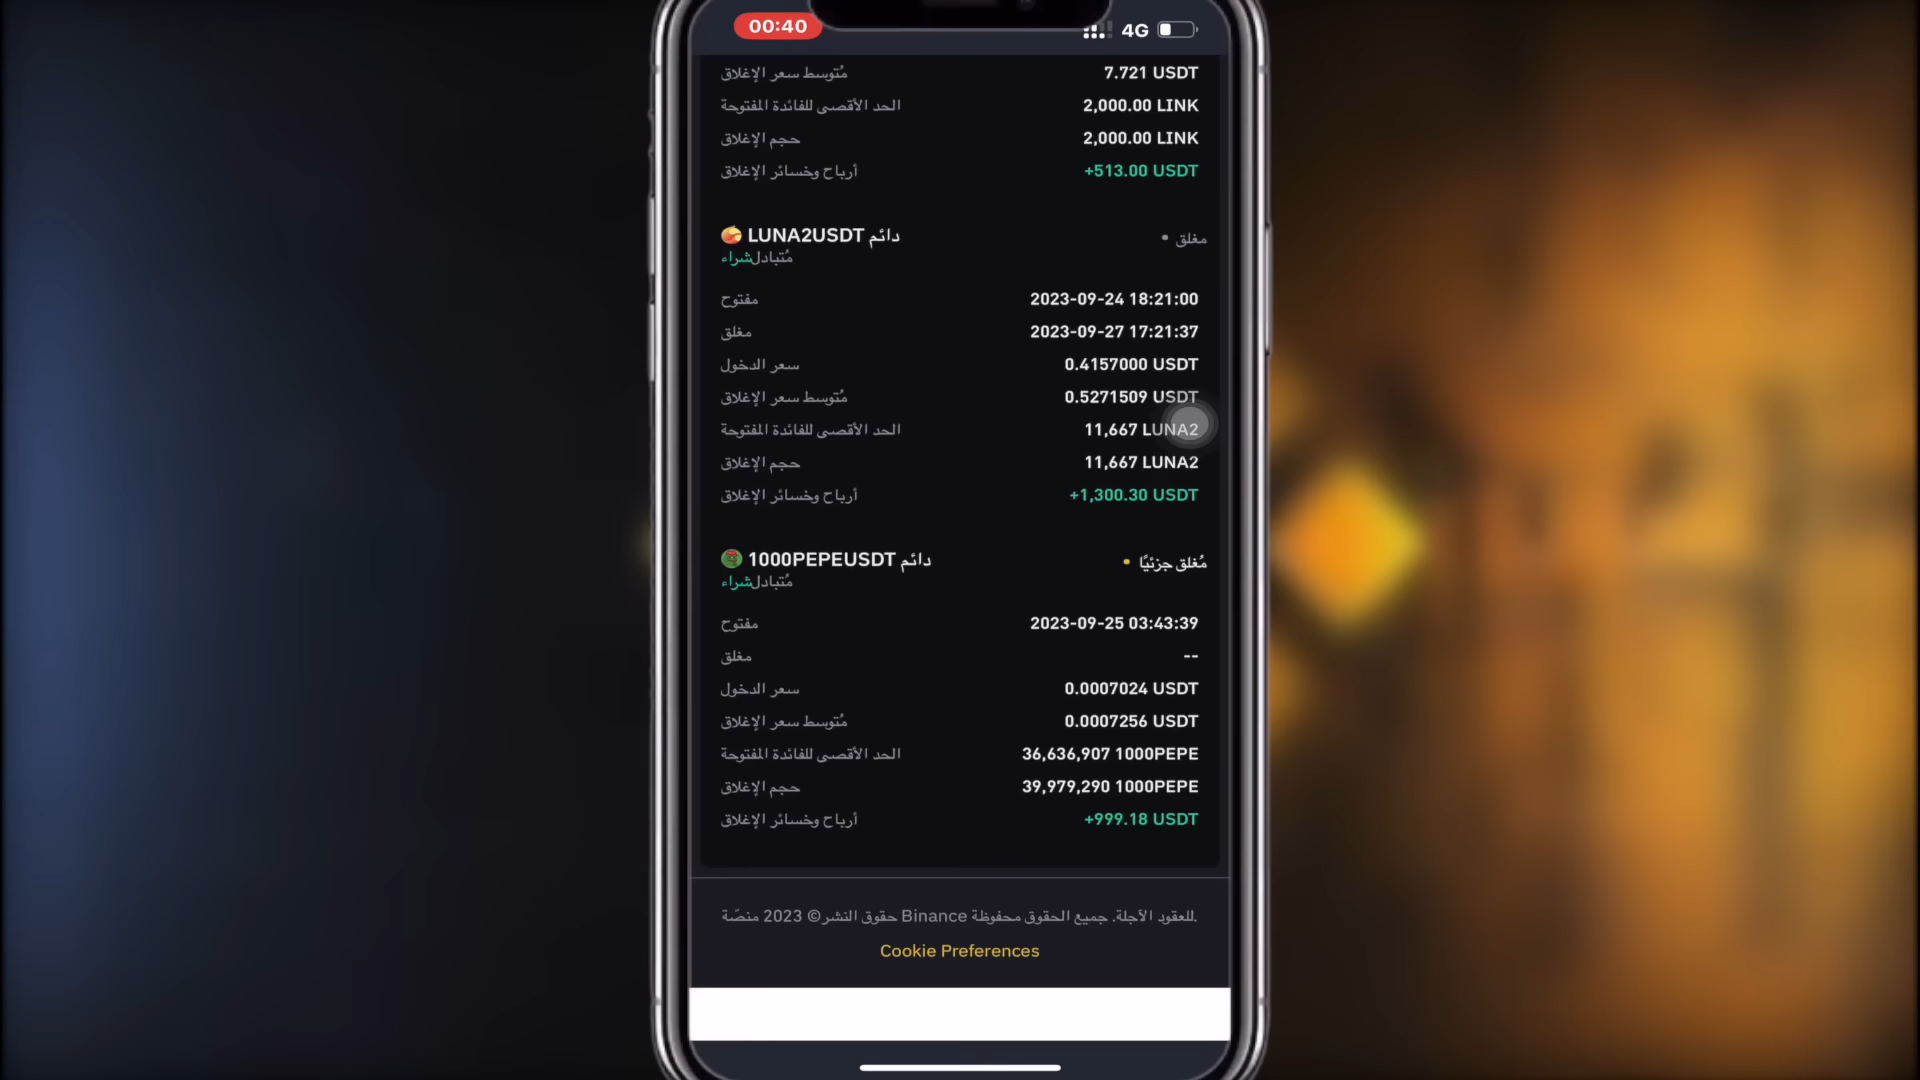 00:40
4G
مُتوسط سعر الإغلاق 7.721 USDT
الحد الأقصى للفائدة المفتوحة 2,000.00 LINK
حجم الإغلاق 2,000.00 LINK
أرباح وخسائر الإغلاق +513.00 USDT
LUNA2USDT دائم
مغلق
مُتبادل شراء
مفتوح 2023-09-24 18:21:00
مغلق 2023-09-27 17:21:37
سعر الدخول 0.4157000 USDT
مُتوسط سعر الإغلاق 0.5271509 USDT
الحد الأقصى للفائدة المفتوحة 11,667 LUNA2
حجم الإغلاق 11,667 LUNA2
أرباح وخسائر الإغلاق +1,300.30 USDT
1000PEPEUSDT دائم
مُغلق جزئيًا
مُتبادل شراء
مفتوح 2023-09-25 03:43:39
مغلق --
سعر الدخول 0.0007024 USDT
مُتوسط سعر الإغلاق 0.0007256 USDT
الحد الأقصى للفائدة المفتوحة 36,636,907 1000PEPE
حجم الإغلاق 39,979,290 1000PEPE
أرباح وخسائر الإغلاق +999.18 USDT
حقوق النشر© 2023 منصّة Binance للعقود الآجلة. جميع الحقوق محفوظة.
Cookie Preferences